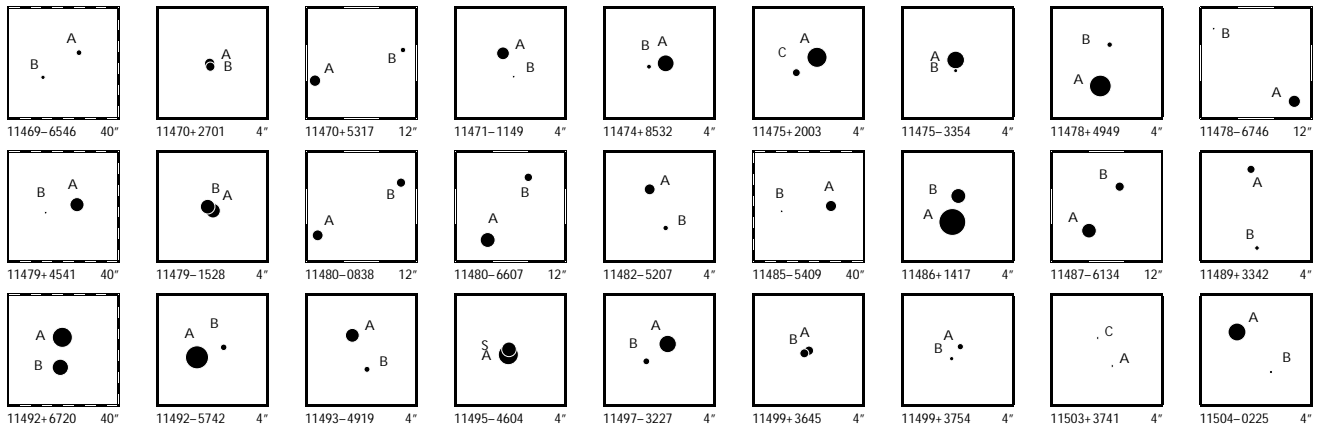 A
B
11469−6546 40″
A
B
11470+2701 4″
B
A
11470+5317 12″
A
B
11471−1149 4″
B A
11474+8532 4″
A
C
11475+2003 4″
A
B
11475−3354 4″
B
A
11478+4949 4″
B
A
11478−6746 12″
A
B
11479+4541 40″
B
A
11479−1528 4″
B
A
11480−0838 12″
B
A
11480−6607 12″
A
B
11482−5207 4″
A
B
11485−5409 40″
B
A
11486+1417 4″
B
A
11487−6134 12″
A
B
11489+3342 4″
A
B
11492+6720 40″
B
A
11492−5742 4″
A
B
11493−4919 4″
S
A
11495−4604 4″
A
B
11497−3227 4″
A
B
11499+3645 4″
A
B
11499+3754 4″
C
A
11503+3741 4″
A
B
11504−0225 4″